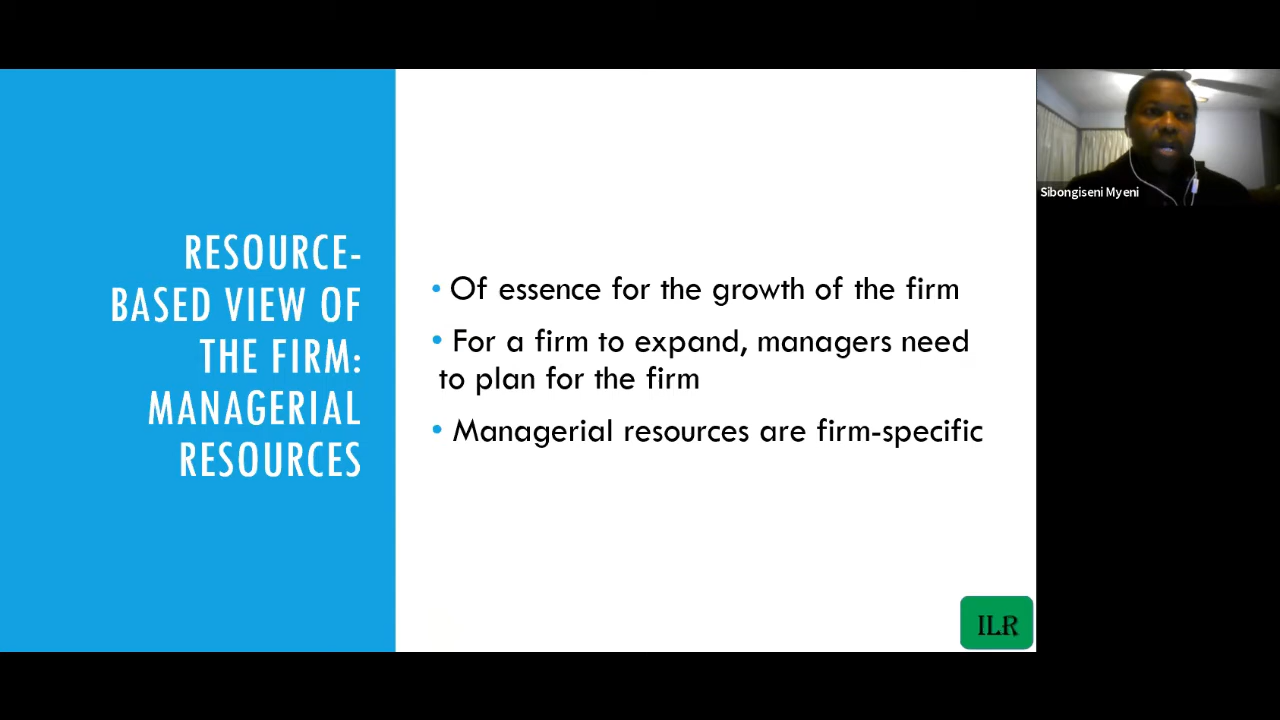 RESOURCE-
BASED VIEW OF
THE FIRM:
MANAGERIAL
RESOURCES
• Of essence for the growth of the firm
• For a firm to expand, managers need
to plan for the firm
• Managerial resources are firm-specific
ILR
Sibongiseni Myeni